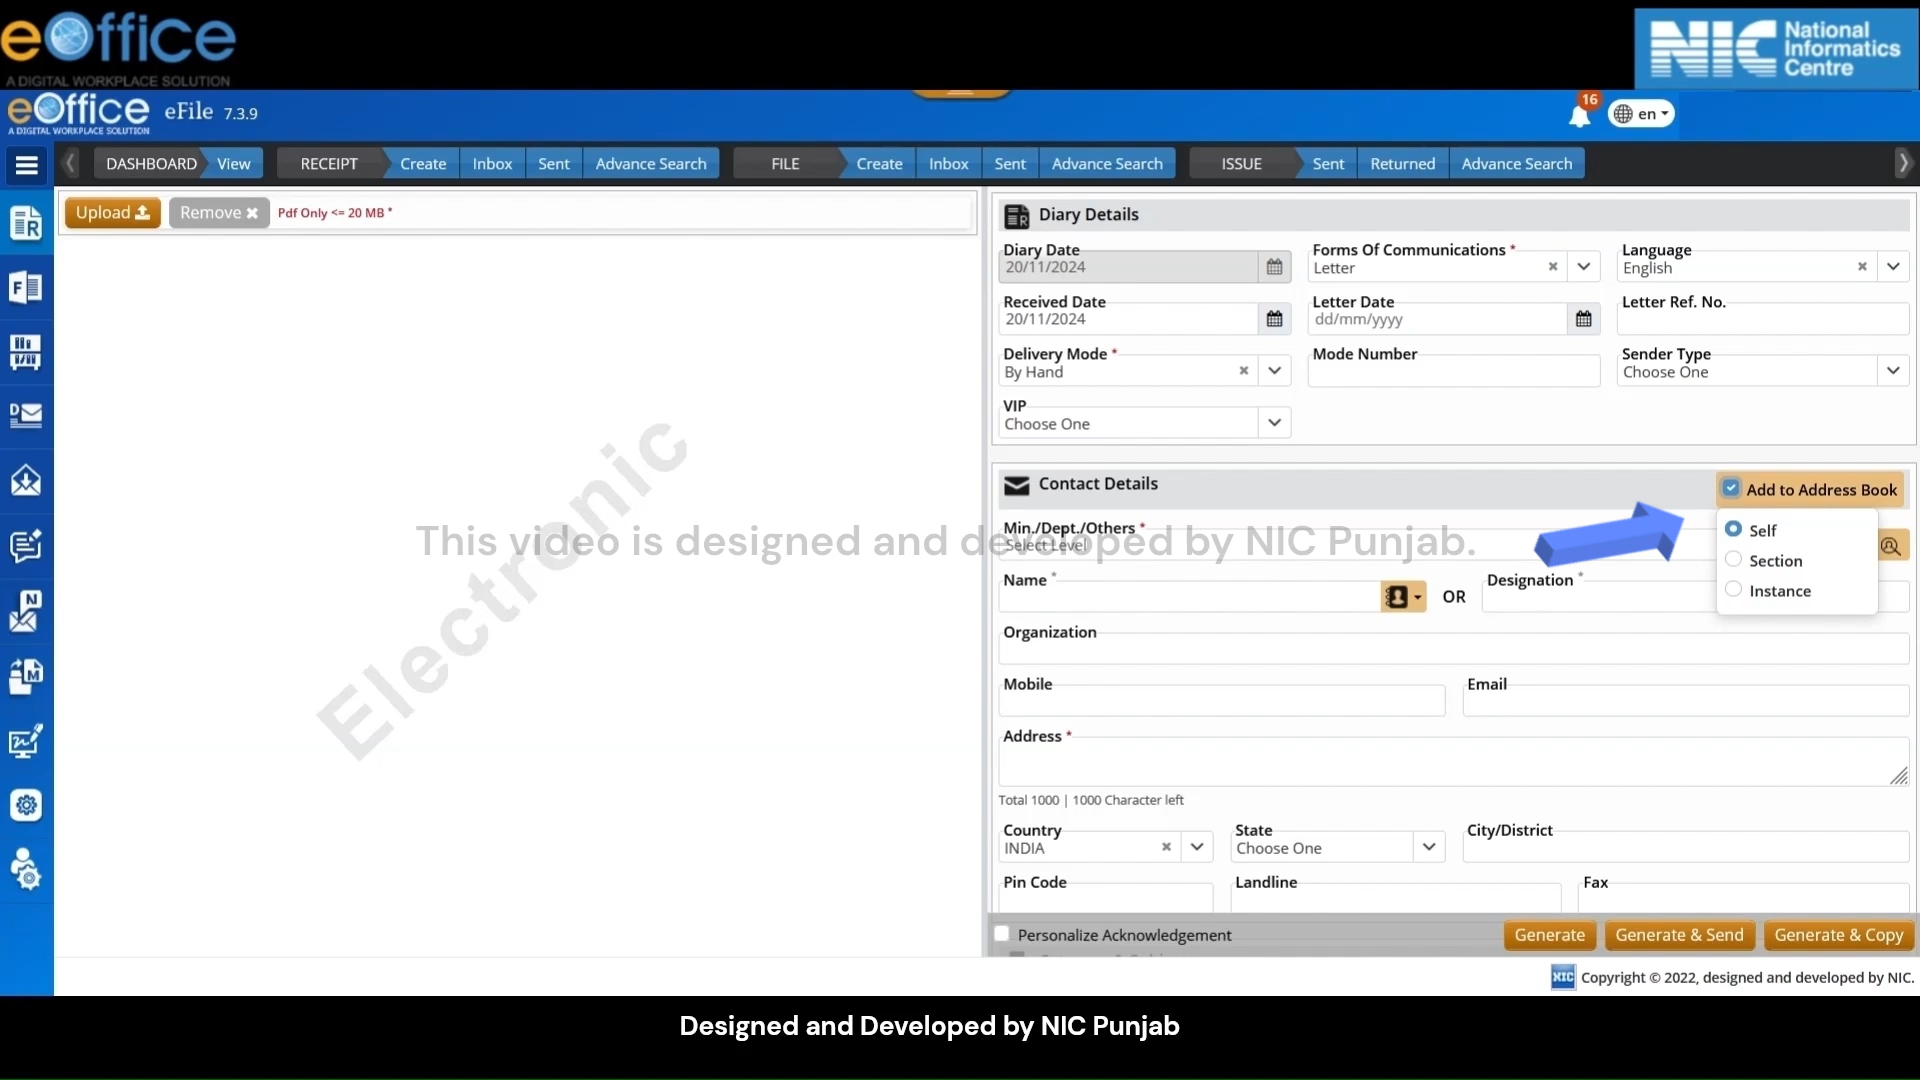 eOffice
A DIGITAL WORKPLACE SOLUTION
NIC National Informatics Centre
eOffice eFile 7.3.9
A DIGITAL WORKPLACE SOLUTION
16
en
DASHBOARD View RECEIPT Create Inbox Sent Advance Search FILE Create Inbox Sent Advance Search ISSUE Sent Returned Advance Search
Upload Remove Pdf Only <= 20 MB *
Diary Details
Diary Date Forms Of Communications * Language
20/11/2024 Letter English
Received Date Letter Date Letter Ref. No.
20/11/2024 dd/mm/yyyy
Delivery Mode * Mode Number Sender Type
By Hand Choose One
VIP
Choose One
Contact Details Add to Address Book
Self
Section
Instance
Min./Dept./Others *
Select Level
This video is designed and developed by NIC Punjab.
Electronic
Name * OR Designation *
Organization
Mobile Email
Address *
Total 1000 | 1000 Character left
Country State City/District
INDIA Choose One
Pin Code Landline Fax
Personalize Acknowledgement Generate Generate & Send Generate & Copy
NIC Copyright © 2022, designed and developed by NIC.
Designed and Developed by NIC Punjab